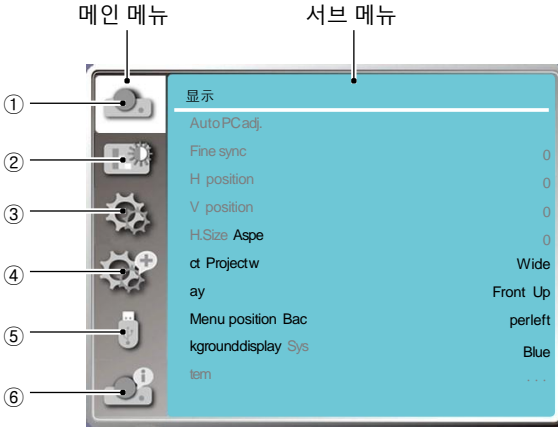 메인 메뉴 서브 메뉴
显示
① Auto PC adj.
② Fine sync 0
H position 0
③ V position 0
H.Size Aspe 0
④ ct Projectw Wide
ay Front Up
⑤ Menu position Bac perleft
kgrounddisplay Sys Blue
⑥ tem ...